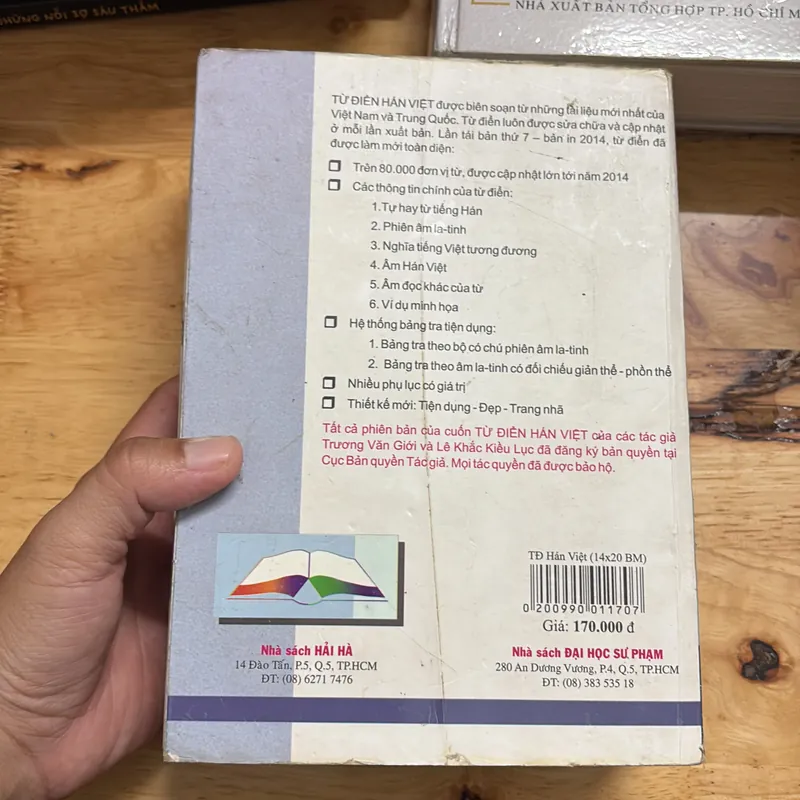 NHỮNG NỖI SỢ SÂU THẲM
NHÀ XUẤT BẢN TỔNG HỢP TP. HỒ CHÍ M
TỪ ĐIỂN HÁN VIỆT được biên soạn từ những tài liệu mới nhất của
Việt Nam và Trung Quốc. Từ điển luôn được sửa chữa và cập nhật
ở mỗi lần xuất bản. Lần tái bản thứ 7 – bản in 2014, từ điển đã
được làm mới toàn diện:
Trên 80.000 đơn vị từ, được cập nhật lớn tới năm 2014
Các thông tin chính của từ điển:
1.Tự hay từ tiếng Hán
2. Phiên âm la-tinh
3. Nghĩa tiếng Việt tương đương
4. Âm Hán Việt
5. Âm đọc khác của từ
6. Ví dụ minh họa
Hệ thống bảng tra tiện dụng:
1. Bảng tra theo bộ có chú phiên âm la-tinh
2. Bảng tra theo âm la-tinh có đối chiếu giản thể - phồn thể
Nhiều phụ lục có giá trị
Thiết kế mới: Tiện dụng - Đẹp - Trang nhã
Tất cả phiên bản của cuốn TỪ ĐIỂN HÁN VIỆT của các tác giả
Trương Văn Giới và Lê Khắc Kiều Lục đã đăng ký bản quyền tại
Cục Bản quyền Tác giả. Mọi tác quyền đã được bảo hộ.
TĐ Hán Việt (14x20 BM)
0 200990 011707
Giá: 170.000 đ
Nhà sách HẢI HÀ
14 Đào Tấn, P.5, Q.5, TP.HCM
ĐT: (08) 6271 7476
Nhà sách ĐẠI HỌC SƯ PHẠM
280 An Dương Vương, P.4, Q.5, TP.HCM
ĐT: (08) 383 535 18